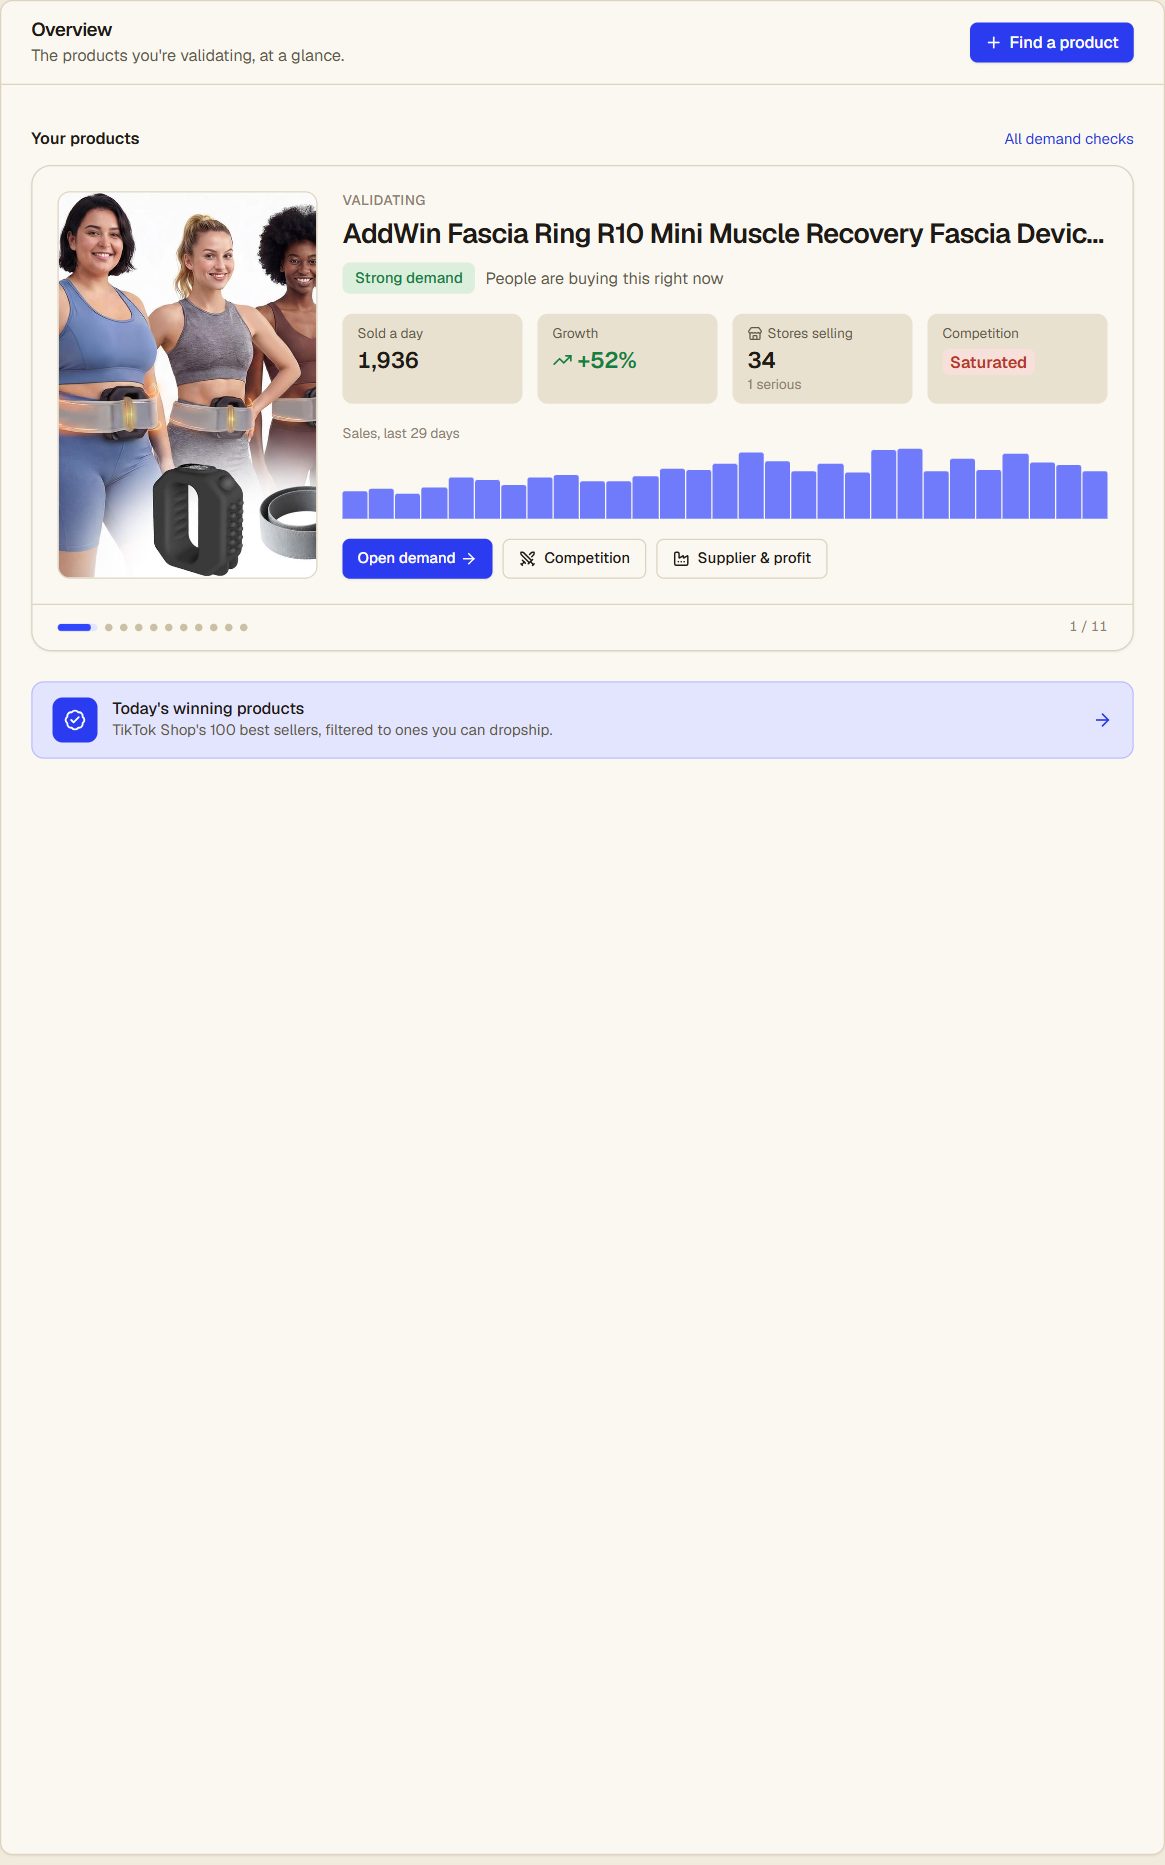 Overview
The products you're validating, at a glance.
Find a product
Your products
All demand checks
VALIDATING
AddWin Fascia Ring R10 Mini Muscle Recovery Fascia Devic...
Strong demand
People are buying this right now
Sold a day
1,936
Growth
+52%
Stores selling
34
1 serious
Competition
Saturated
Sales, last 29 days
Open demand
Competition
Supplier & profit
1 / 11
Today's winning products
TikTok Shop's 100 best sellers, filtered to ones you can dropship.